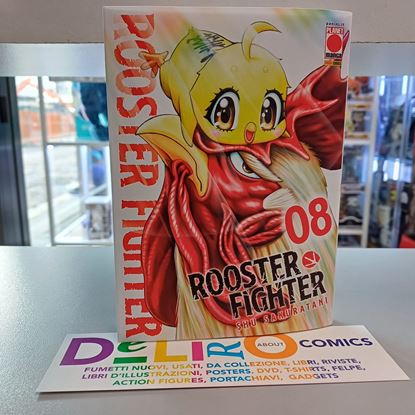 ROOSTER FIGHTER
PLANET
manga
08
ROOSTER
FIGHTER
SHU SAKURATANI
DELIRO ABOUT COMICS
FUMETTI NUOVI, USATI, DA COLLEZIONE, LIBRI, RIVISTE,
LIBRI D'ILLUSTRAZIONI, POSTERS, DVD, T-SHIRTS, FELPE,
ACTION FIGURES, PORTACHIAVI, GADGETS